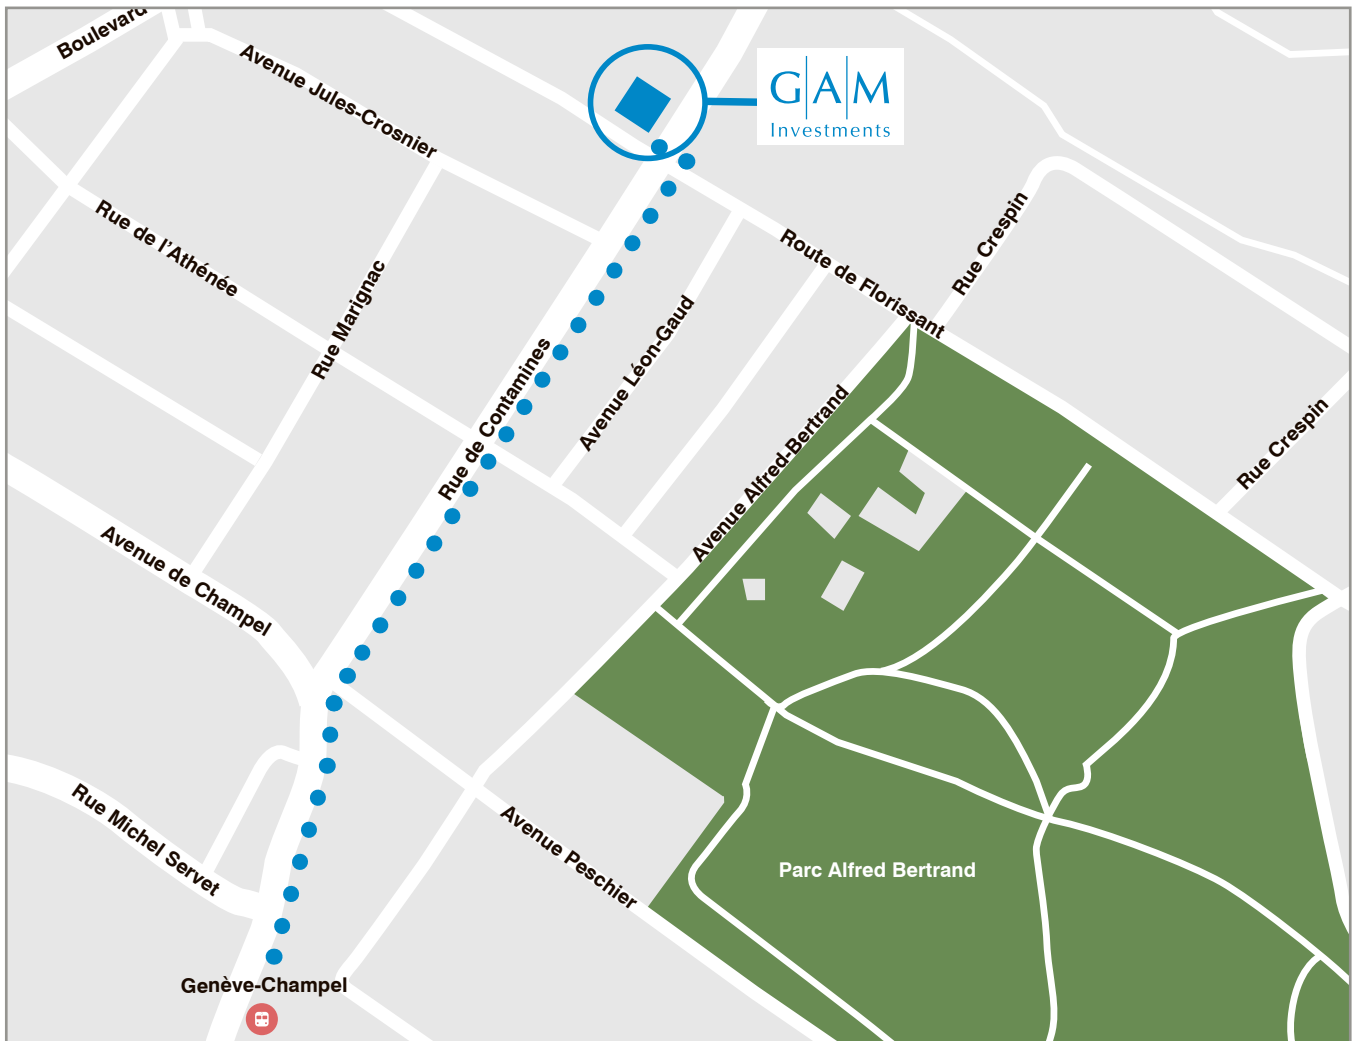 Boulevard
Avenue Jules-Crosnier
GAM
Investments
Rue de l'Athénée
Rue Marignac
Route de Florissant
Rue Crespin
Avenue Léon-Gaud
Rue de Contamines
Avenue Alfred-Bertrand
Rue Crespin
Avenue de Champel
Rue Michel Servet
Avenue Peschier
Parc Alfred Bertrand
Genève-Champel